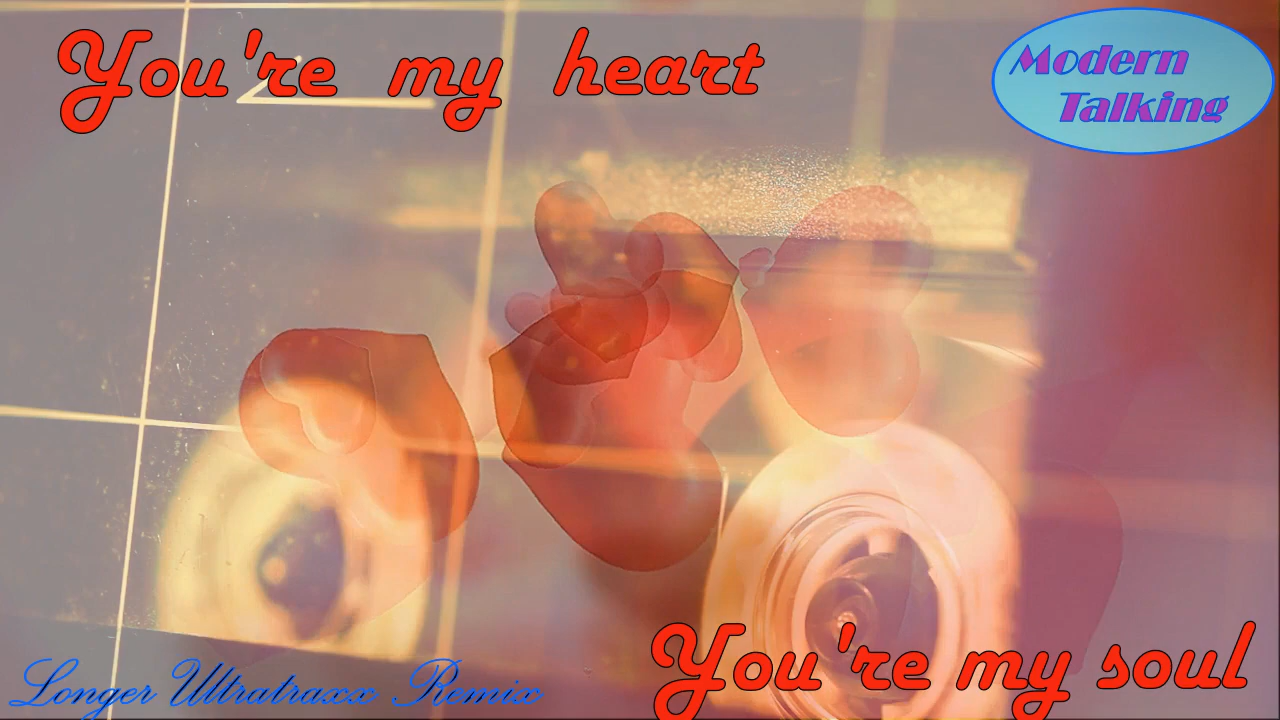 You're my heart
Modern
Talking
You're my soul
Longer Ultratraxx Remix